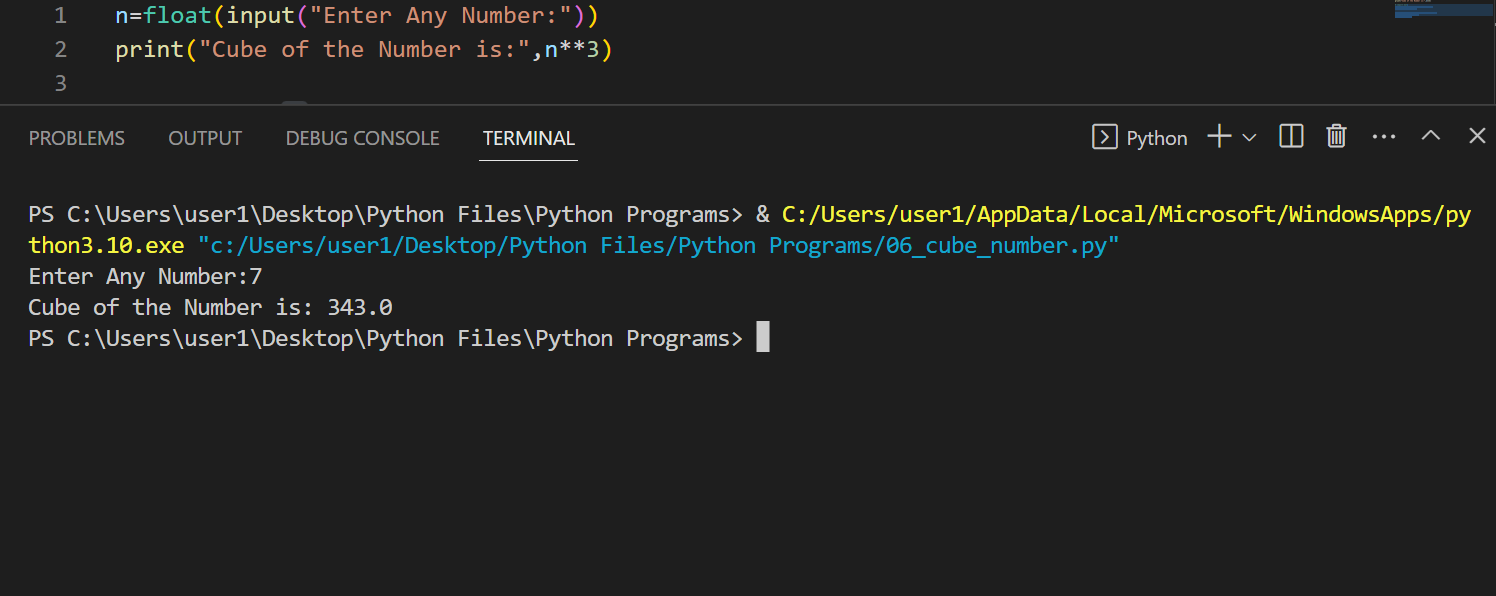 1 n=float(input("Enter Any Number:"))
2 print("Cube of the Number is:",n**3)
3
PROBLEMS OUTPUT DEBUG CONSOLE TERMINAL Python
PS C:\Users\user1\Desktop\Python Files\Python Programs> & C:/Users/user1/AppData/Local/Microsoft/WindowsApps/py
thon3.10.exe "c:/Users/user1/Desktop/Python Files/Python Programs/06_cube_number.py"
Enter Any Number:7
Cube of the Number is: 343.0
PS C:\Users\user1\Desktop\Python Files\Python Programs>